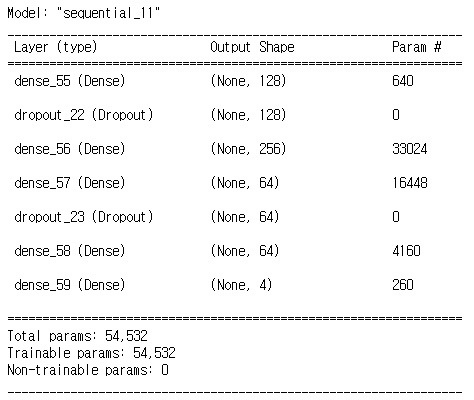 Model: "sequential_11"
_________________________________________________________________
Layer (type) Output Shape Param #
=================================================================
dense_55 (Dense) (None, 128) 640
dropout_22 (Dropout) (None, 128) 0
dense_56 (Dense) (None, 256) 33024
dense_57 (Dense) (None, 64) 16448
dropout_23 (Dropout) (None, 64) 0
dense_58 (Dense) (None, 64) 4160
dense_59 (Dense) (None, 4) 260
=================================================================
Total params: 54,532
Trainable params: 54,532
Non-trainable params: 0
_________________________________________________________________